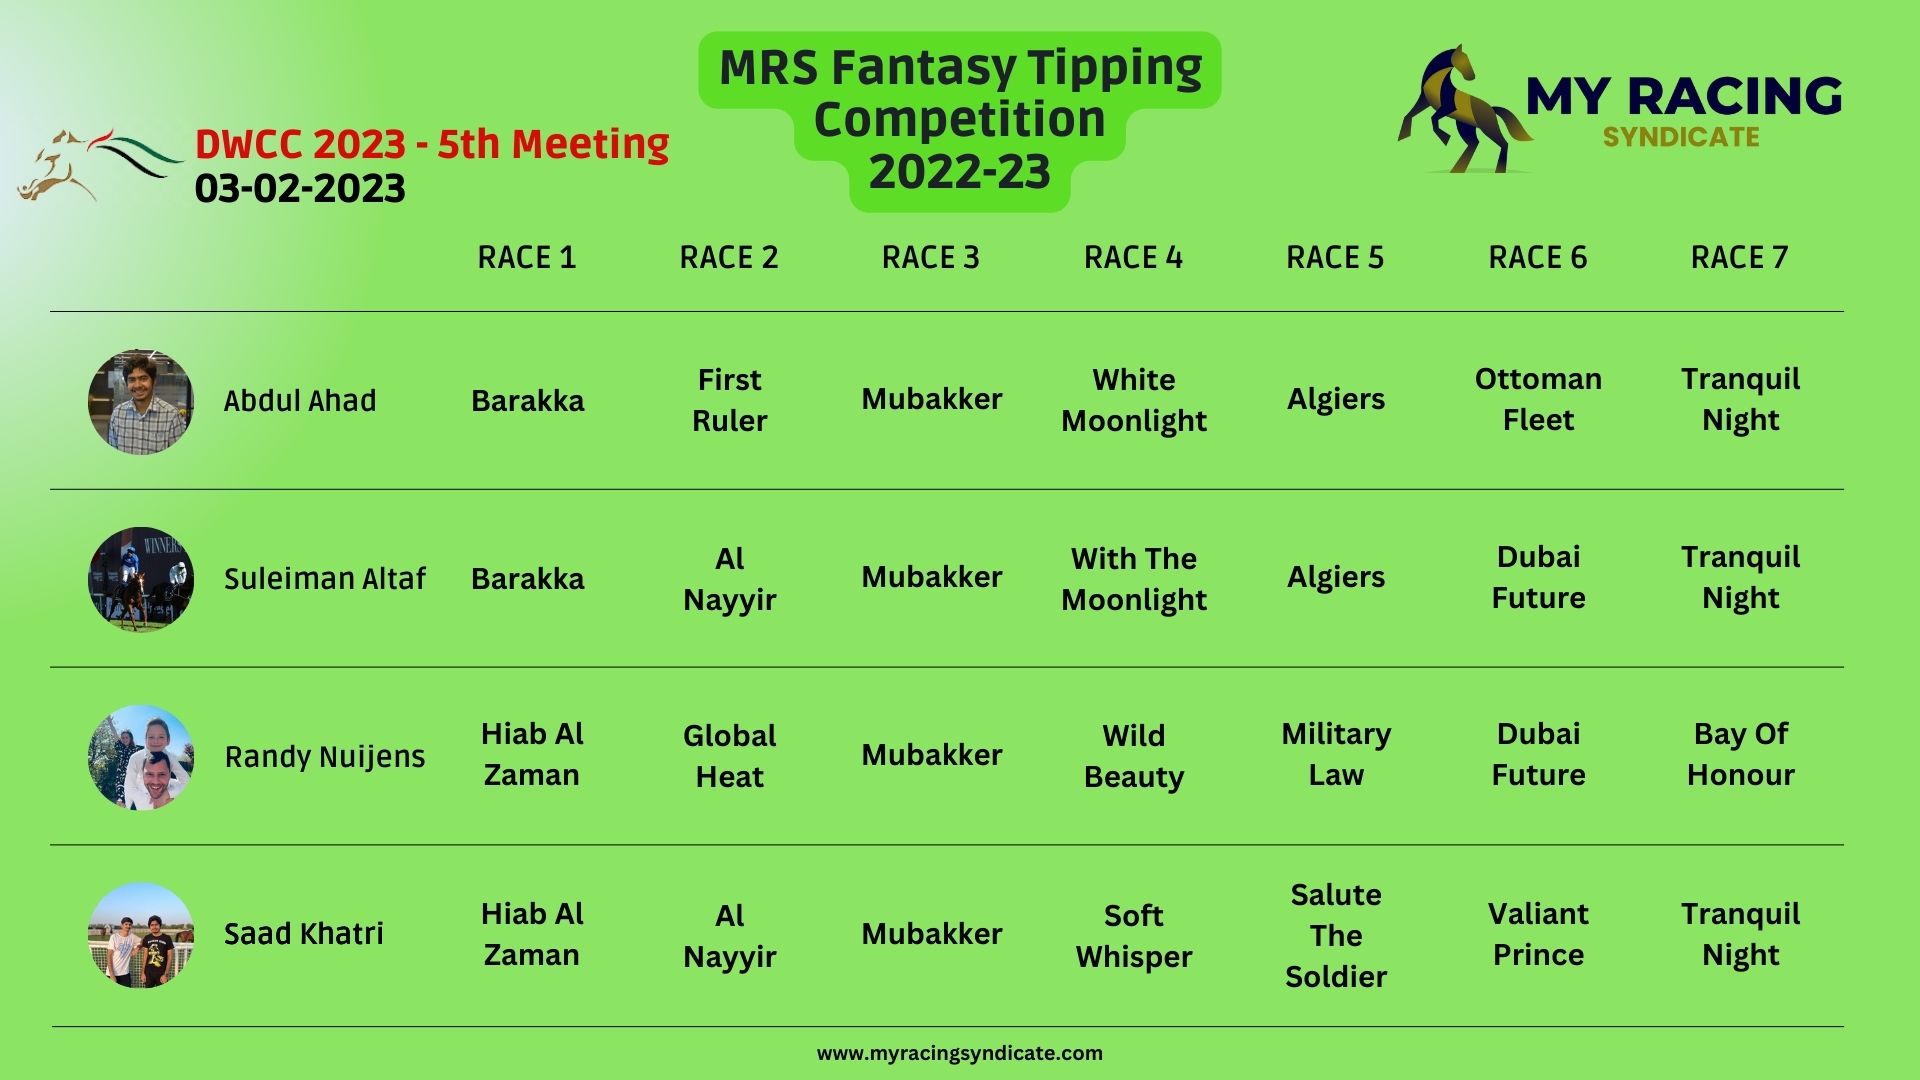 MRS Fantasy Tipping
Competition
2022-23
MY RACING
SYNDICATE
DWCC 2023 - 5th Meeting
03-02-2023
RACE 1 RACE 2 RACE 3 RACE 4 RACE 5 RACE 6 RACE 7
Abdul Ahad
Barakka
First
Ruler
Mubakker
White
Moonlight
Algiers
Ottoman
Fleet
Tranquil
Night
WINNERS
Suleiman Altaf
Barakka
Al
Nayyir
Mubakker
With The
Moonlight
Algiers
Dubai
Future
Tranquil
Night
Randy Nuijens
Hiab Al
Zaman
Global
Heat
Mubakker
Wild
Beauty
Military
Law
Dubai
Future
Bay Of
Honour
Saad Khatri
Hiab Al
Zaman
Al
Nayyir
Mubakker
Soft
Whisper
Salute
The
Soldier
Valiant
Prince
Tranquil
Night
www.myracingsyndicate.com